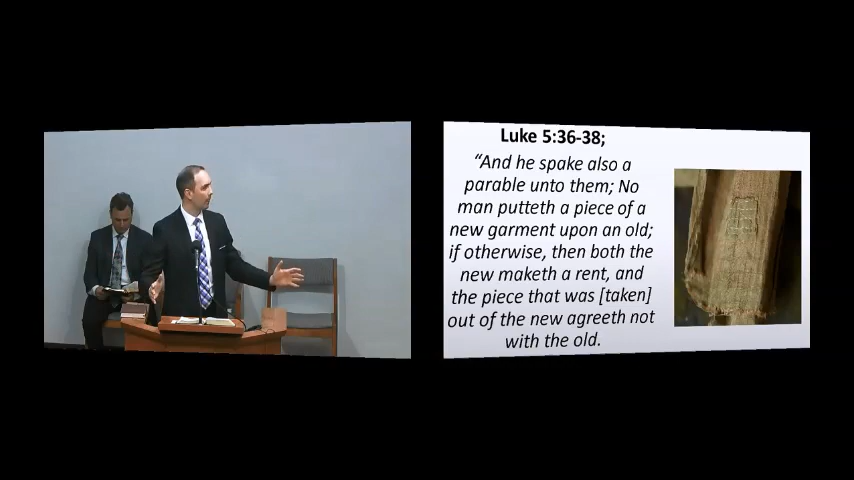 Luke 5:36-38;
“And he spake also a
parable unto them; No
man putteth a piece of a
new garment upon an old;
if otherwise, then both the
new maketh a rent, and
the piece that was [taken]
out of the new agreeth not
with the old.